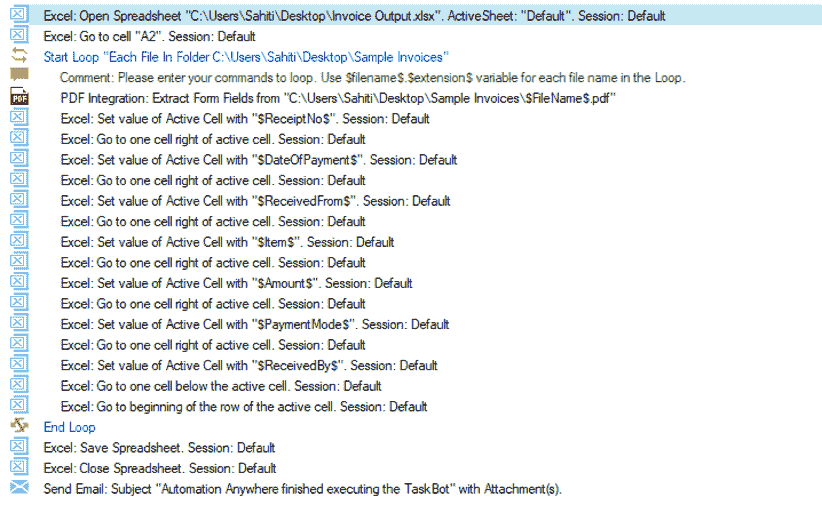 Excel: Open Spreadsheet "C:\Users\Sahiti\Desktop\Invoice Output.xlsx". ActiveSheet: "Default". Session: Default
Excel: Go to cell "A2". Session: Default
Start Loop "Each File In Folder C:\Users\Sahiti\Desktop\Sample Invoices"
Comment: Please enter your commands to loop. Use $filename$.$extension$ variable for each file name in the Loop.
PDF Integration: Extract Form Fields from "C:\Users\Sahiti\Desktop\Sample Invoices\$FileName$.pdf"
Excel: Set value of Active Cell with "$ReceiptNo$". Session: Default
Excel: Go to one cell right of active cell. Session: Default
Excel: Set value of Active Cell with "$DateOfPayment$". Session: Default
Excel: Go to one cell right of active cell. Session: Default
Excel: Set value of Active Cell with "$ReceivedFrom$". Session: Default
Excel: Go to one cell right of active cell. Session: Default
Excel: Set value of Active Cell with "$Item$". Session: Default
Excel: Go to one cell right of active cell. Session: Default
Excel: Set value of Active Cell with "$Amount$". Session: Default
Excel: Go to one cell right of active cell. Session: Default
Excel: Set value of Active Cell with "$PaymentMode$". Session: Default
Excel: Go to one cell right of active cell. Session: Default
Excel: Set value of Active Cell with "$ReceivedBy$". Session: Default
Excel: Go to one cell below the active cell. Session: Default
Excel: Go to beginning of the row of the active cell. Session: Default
End Loop
Excel: Save Spreadsheet. Session: Default
Excel: Close Spreadsheet. Session: Default
Send Email: Subject "Automation Anywhere finished executing the TaskBot" with Attachment(s).